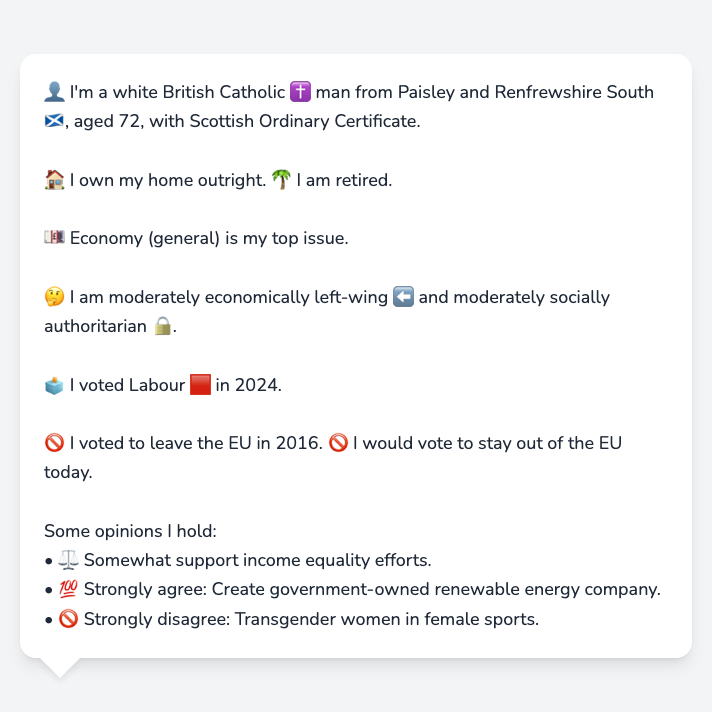 👤 I'm a white British Catholic ✝️ man from Paisley and Renfrewshire South
🏴󠁧󠁢󠁳󠁣󠁴󠁿, aged 72, with Scottish Ordinary Certificate.
🏠 I own my home outright. 🌴 I am retired.
💷 Economy (general) is my top issue.
🤔 I am moderately economically left-wing ⬅️ and moderately socially
authoritarian 🔒.
🗳️ I voted Labour 🟥 in 2024.
🚫 I voted to leave the EU in 2016. 🚫 I would vote to stay out of the EU
today.
Some opinions I hold:
• ⚖️ Somewhat support income equality efforts.
• 💯 Strongly agree: Create government-owned renewable energy company.
• 🚫 Strongly disagree: Transgender women in female sports.